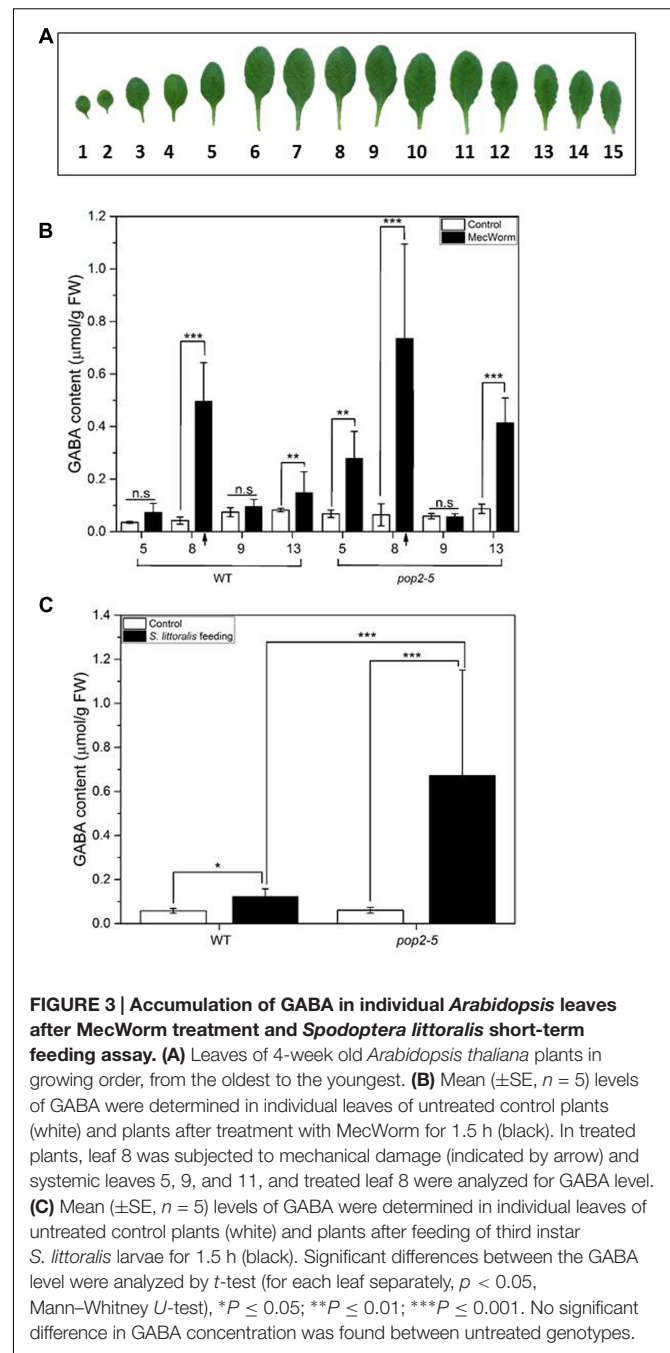 A
1 2 3 4 5 6 7 8 9 10 11 12 13 14 15
B
1.2
1.0
0.8
0.6
0.4
0.2
0.0
GABA content (μmol/g FW)
Control
MecWorm
n.s
***
n.s
**
**
***
n.s
***
5 8 9 13 5 8 9 13
WT pop2-5
C
1.4
1.2
1.0
0.8
0.6
0.4
0.2
0.0
GABA content (μmol/g FW)
Control
S. littoralis feeding
***
***
*
WT pop2-5
FIGURE 3 | Accumulation of GABA in individual Arabidopsis leaves
after MecWorm treatment and Spodoptera littoralis short-term
feeding assay. (A) Leaves of 4-week old Arabidopsis thaliana plants in
growing order, from the oldest to the youngest. (B) Mean (±SE, n = 5) levels
of GABA were determined in individual leaves of untreated control plants
(white) and plants after treatment with MecWorm for 1.5 h (black). In treated
plants, leaf 8 was subjected to mechanical damage (indicated by arrow) and
systemic leaves 5, 9, and 11, and treated leaf 8 were analyzed for GABA level.
(C) Mean (±SE, n = 5) levels of GABA were determined in individual leaves of
untreated control plants (white) and plants after feeding of third instar
S. littoralis larvae for 1.5 h (black). Significant differences between the GABA
level were analyzed by t-test (for each leaf separately, p < 0.05,
Mann–Whitney U-test), *P ≤ 0.05; **P ≤ 0.01; ***P ≤ 0.001. No significant
difference in GABA concentration was found between untreated genotypes.